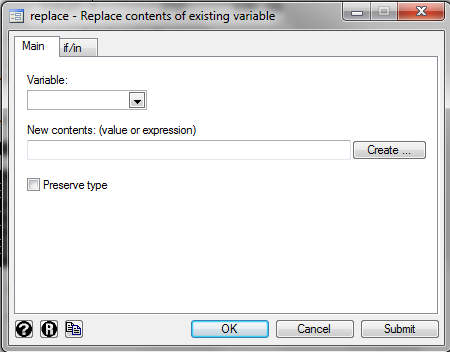 replace - Replace contents of existing variable
Main if/in
Variable:
New contents: (value or expression)
Create ...
Preserve type
? R OK Cancel Submit